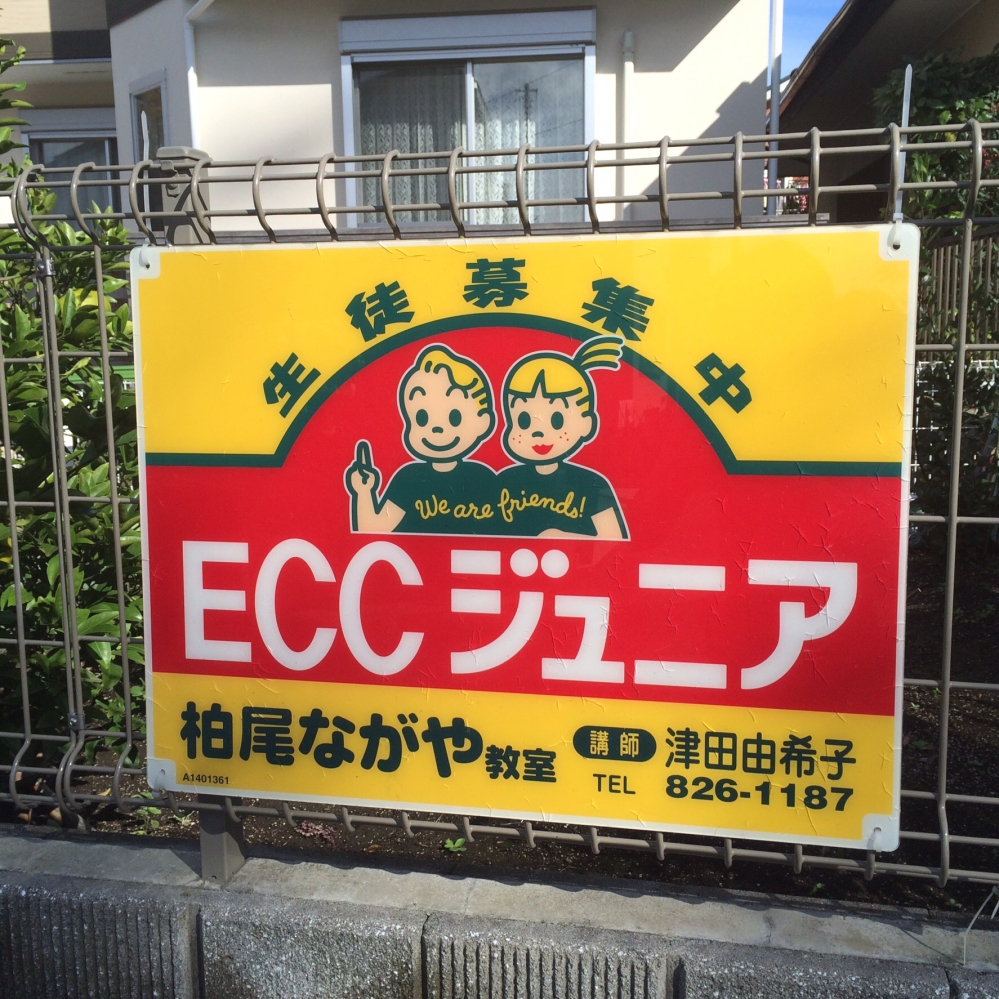 生徒募集中
We are friends!
ECCジュニア
柏尾ながや教室
講師 津田由希子
TEL 826-1187
A1401361